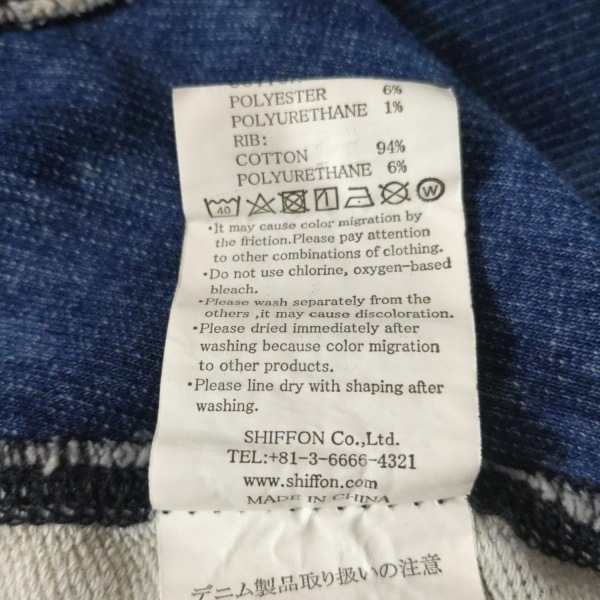 COTTON
POLYESTER 6%
POLYURETHANE 1%
RIB:
COTTON 94%
POLYURETHANE 6%
40 W
•It may cause color migration by
the friction.Please pay attention
to other combinations of clothing.
•Do not use chlorine, oxygen-based
bleach.
•Please wash separately from the
others ,it may cause discoloration.
•Please dried immediately after
washing because color migration
to other products.
•Please line dry with shaping after
washing.
SHIFFON Co.,Ltd.
TEL:+81-3-6666-4321
www.shiffon.com
MADE IN CHINA
デニム製品取り扱いの注意